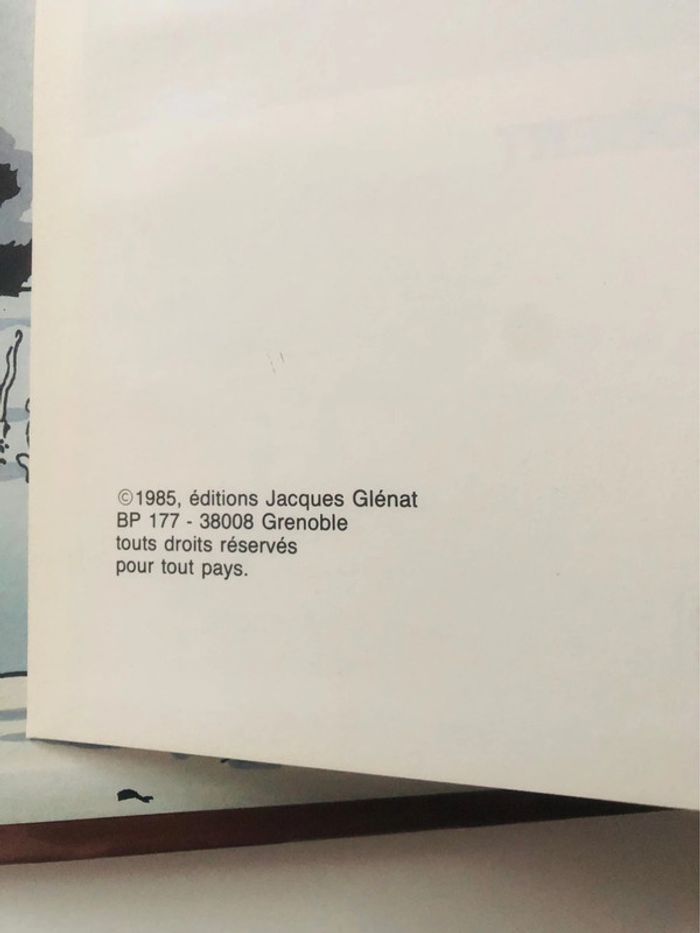 ©1985, éditions Jacques Glénat
BP 177 - 38008 Grenoble
touts droits réservés
pour tout pays.